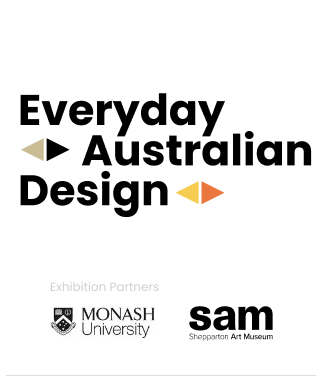 Everyday
Australian
Design
Exhibition Partners
MONASH
University
sam
Shepparton Art Museum